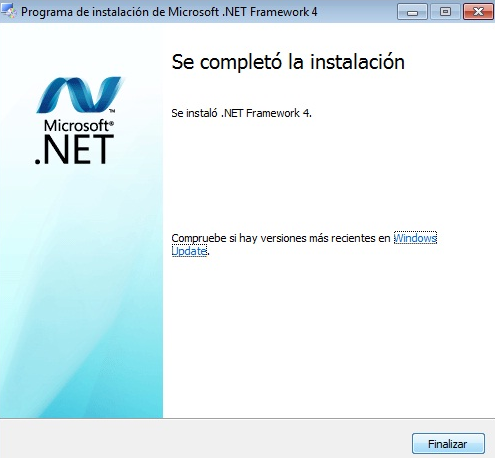 Programa de instalación de Microsoft .NET Framework 4
Microsoft®
.NET
™
Se completó la instalación
Se instaló .NET Framework 4.
Compruebe si hay versiones más recientes en Windows
Update.
Finalizar